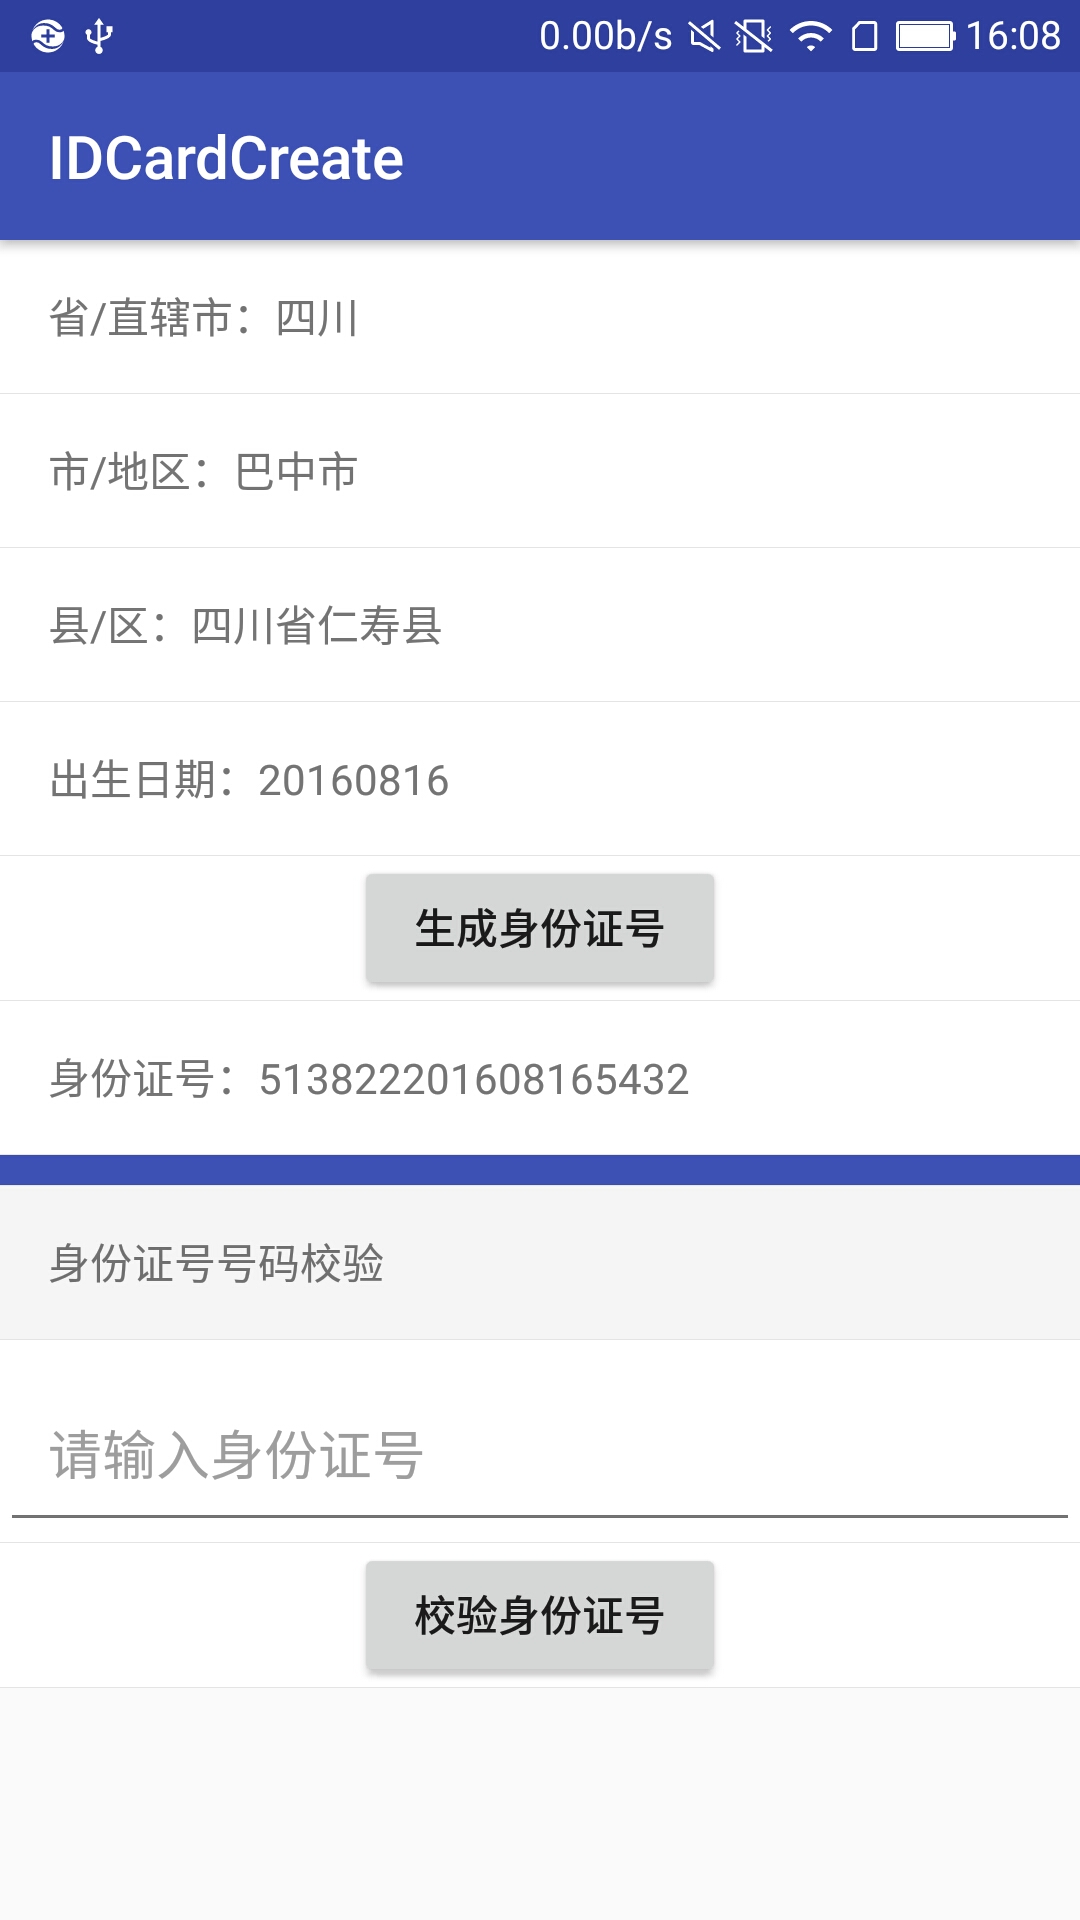 0.00b/s 16:08
IDCardCreate
省/直辖市：四川
市/地区：巴中市
县/区：四川省仁寿县
出生日期：20160816
生成身份证号
身份证号：513822201608165432
身份证号号码校验
请输入身份证号
校验身份证号